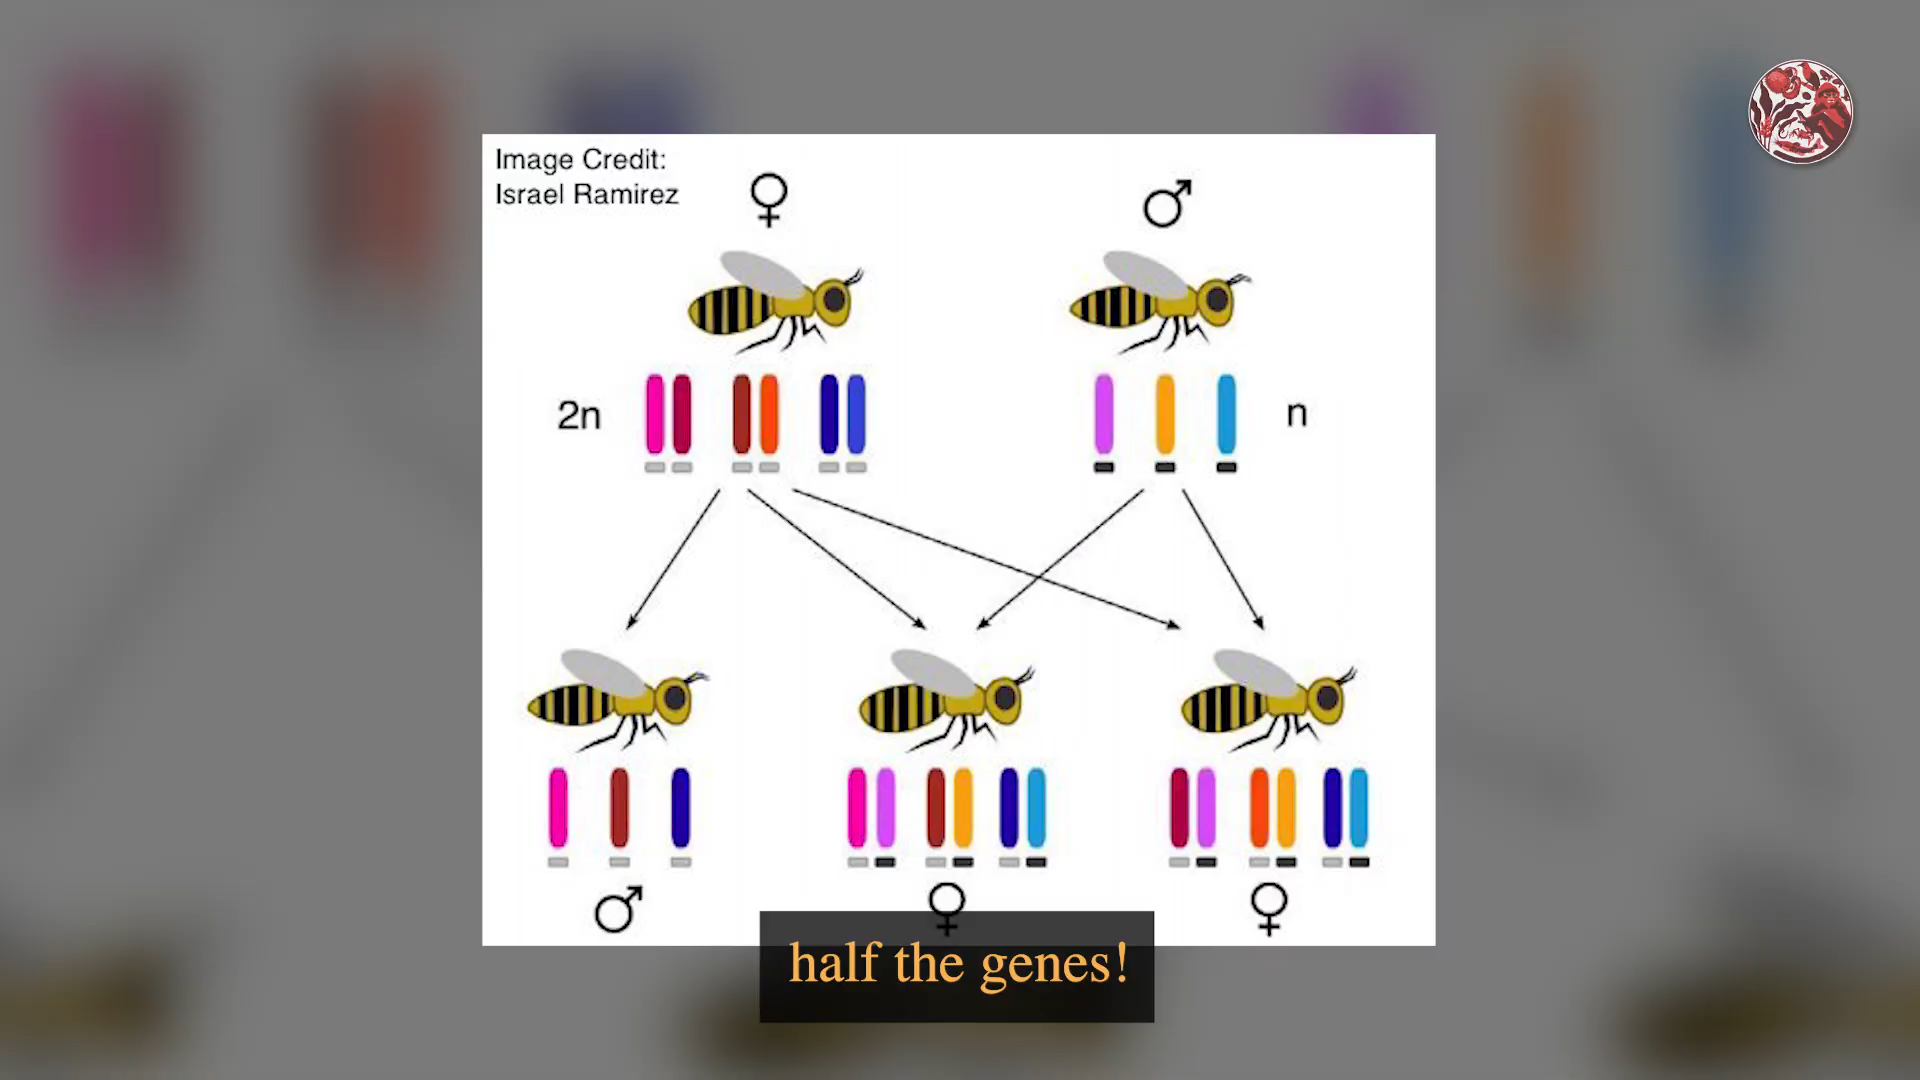 Image Credit:
Israel Ramirez
♀
♂
2n
n
♂
♀
♀
half the genes!